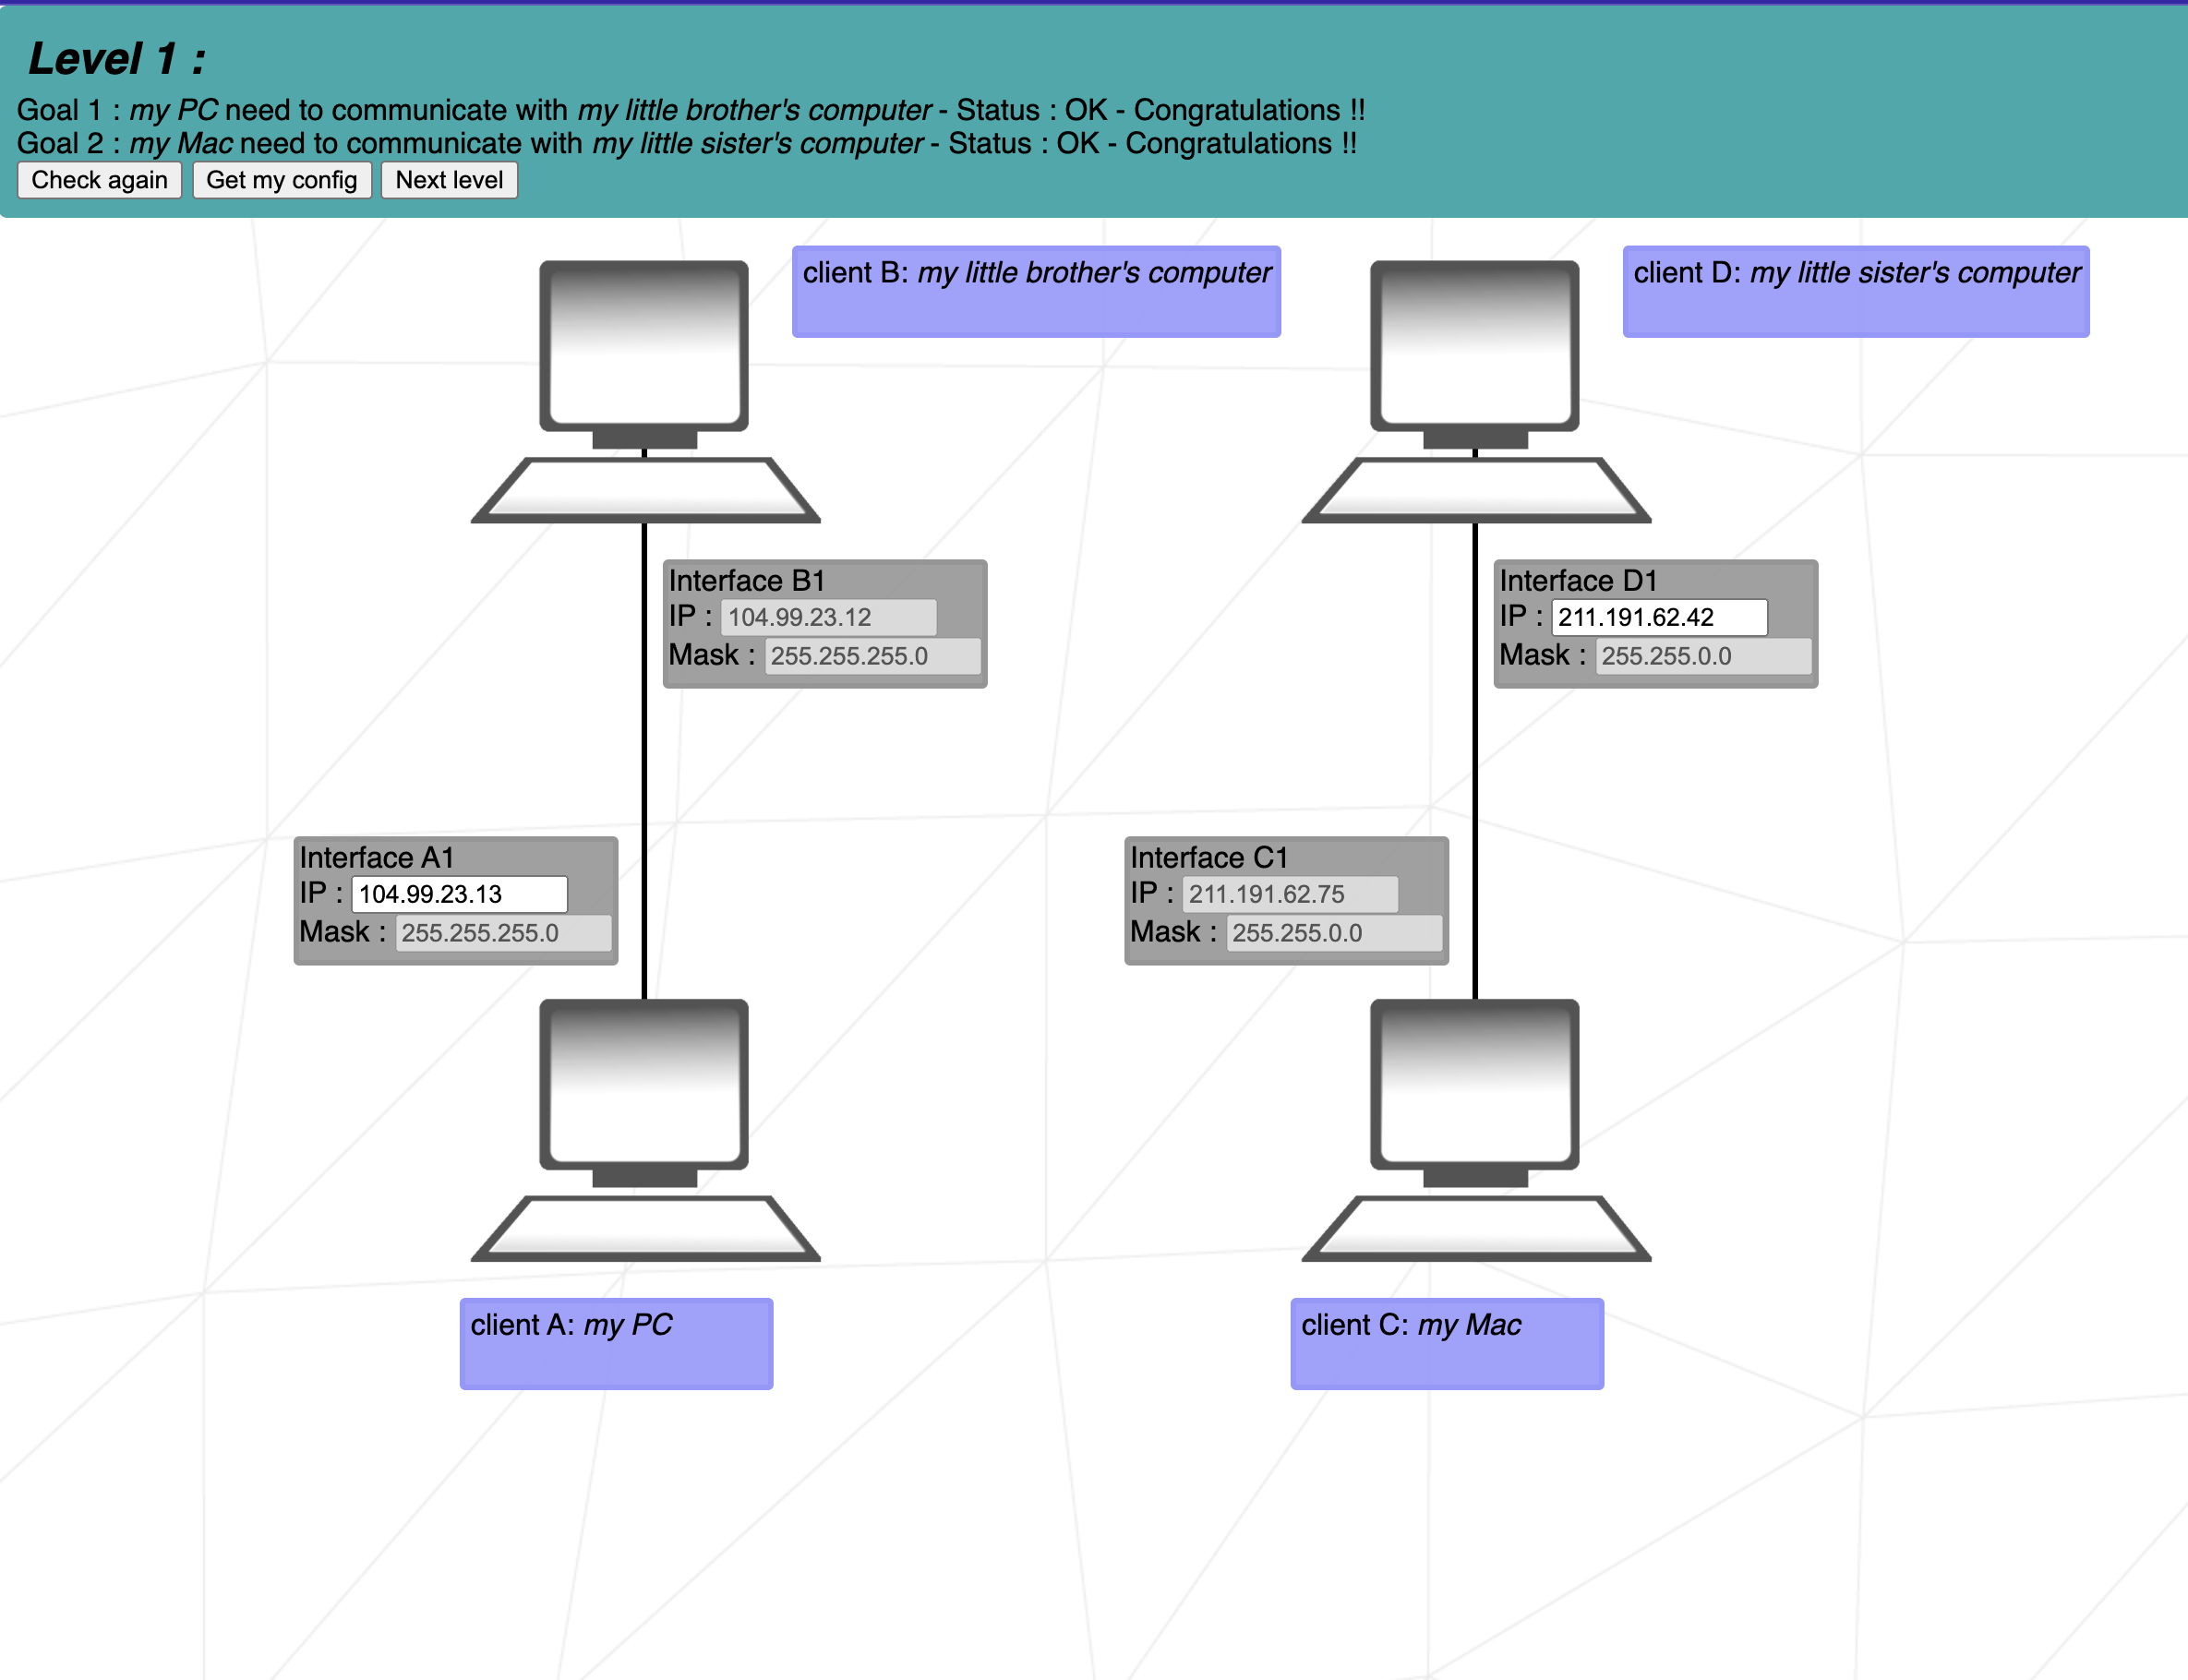 Level 1 :
Goal 1 : my PC need to communicate with my little brother's computer - Status : OK - Congratulations !!
Goal 2 : my Mac need to communicate with my little sister's computer - Status : OK - Congratulations !!
Check again Get my config Next level
client B: my little brother's computer
client D: my little sister's computer
Interface B1
IP : 104.99.23.12
Mask : 255.255.255.0
Interface D1
IP : 211.191.62.42
Mask : 255.255.0.0
Interface A1
IP : 104.99.23.13
Mask : 255.255.255.0
Interface C1
IP : 211.191.62.75
Mask : 255.255.0.0
client A: my PC
client C: my Mac